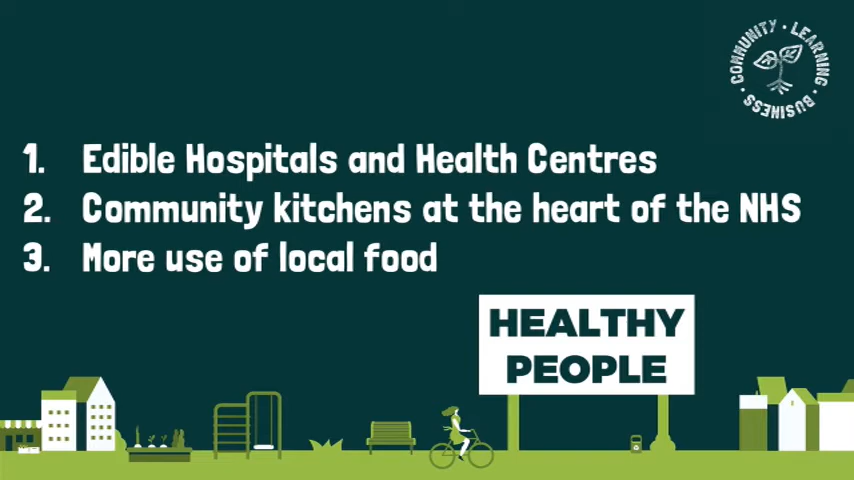 COMMUNITY • LEARNING • BUSINESS •
1. Edible Hospitals and Health Centres
2. Community kitchens at the heart of the NHS
3. More use of local food
HEALTHY
PEOPLE